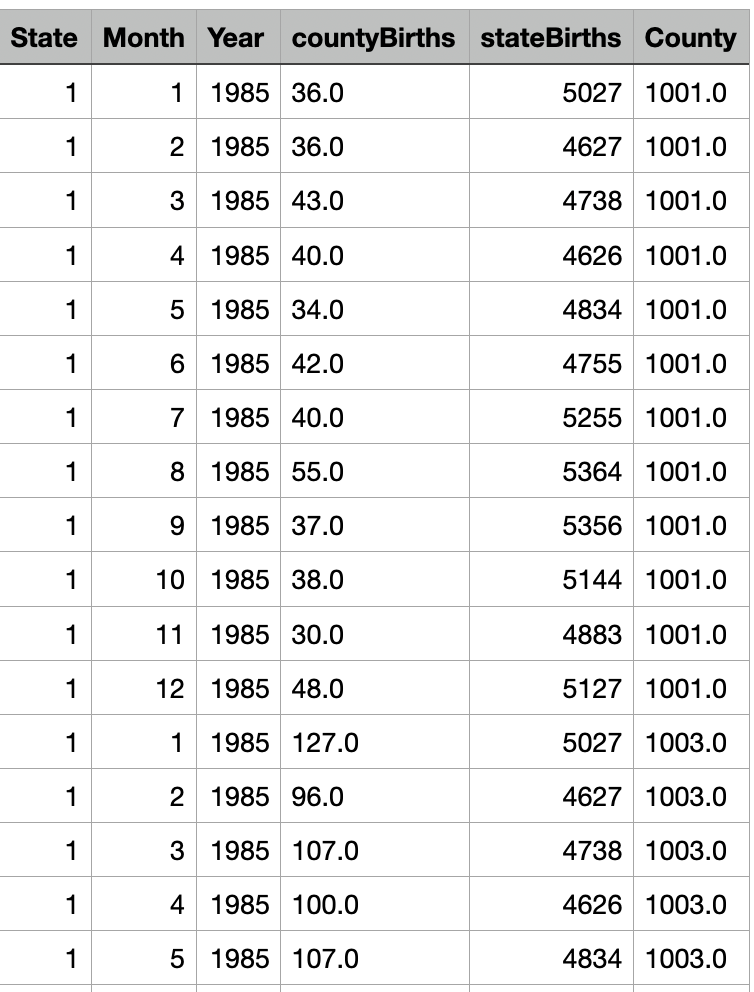 State Month Year countyBirths stateBirths County
1 1 1985 36.0 5027 1001.0
1 2 1985 36.0 4627 1001.0
1 3 1985 43.0 4738 1001.0
1 4 1985 40.0 4626 1001.0
1 5 1985 34.0 4834 1001.0
1 6 1985 42.0 4755 1001.0
1 7 1985 40.0 5255 1001.0
1 8 1985 55.0 5364 1001.0
1 9 1985 37.0 5356 1001.0
1 10 1985 38.0 5144 1001.0
1 11 1985 30.0 4883 1001.0
1 12 1985 48.0 5127 1001.0
1 1 1985 127.0 5027 1003.0
1 2 1985 96.0 4627 1003.0
1 3 1985 107.0 4738 1003.0
1 4 1985 100.0 4626 1003.0
1 5 1985 107.0 4834 1003.0